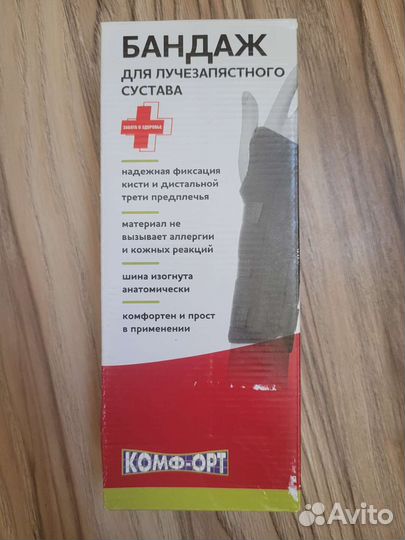 БАНДАЖ
ДЛЯ ЛУЧЕЗАПЯСТНОГО
СУСТАВА
ЗАБОТА О ЗДОРОВЬЕ
надежная фиксация
кисти и дистальной
трети предплечья
материал не
вызывает аллергии
и кожных реакций
шина изогнута
анатомически
комфортен и прост
в применении
КОМФ-ОРТ
Avito